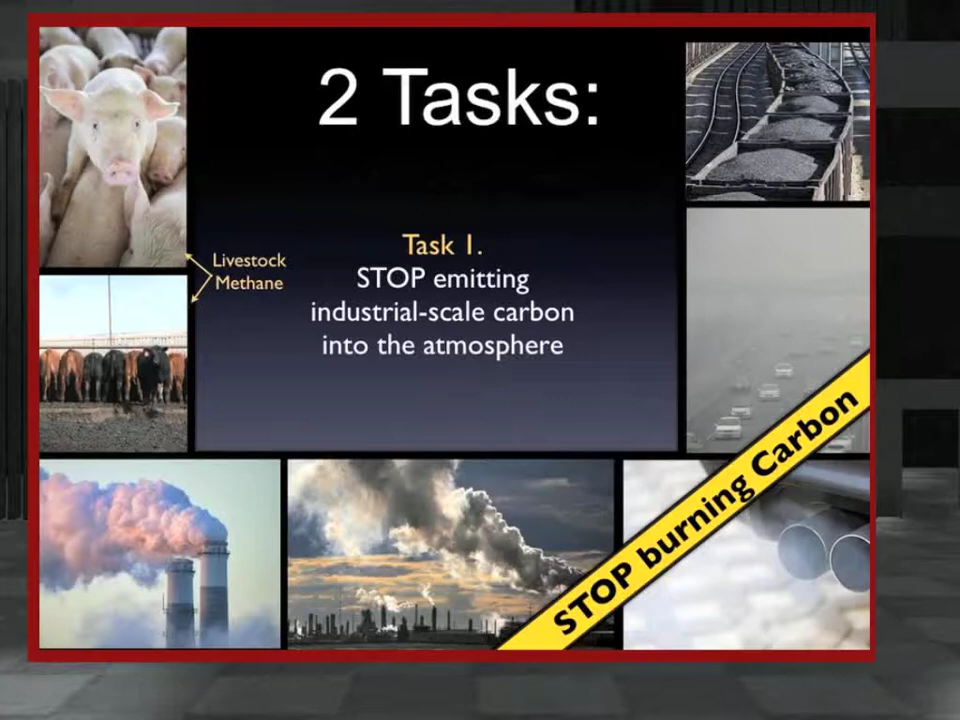 2 Tasks:
Livestock
Methane
Task 1.
STOP emitting
industrial-scale carbon
into the atmosphere
STOP burning Carbon